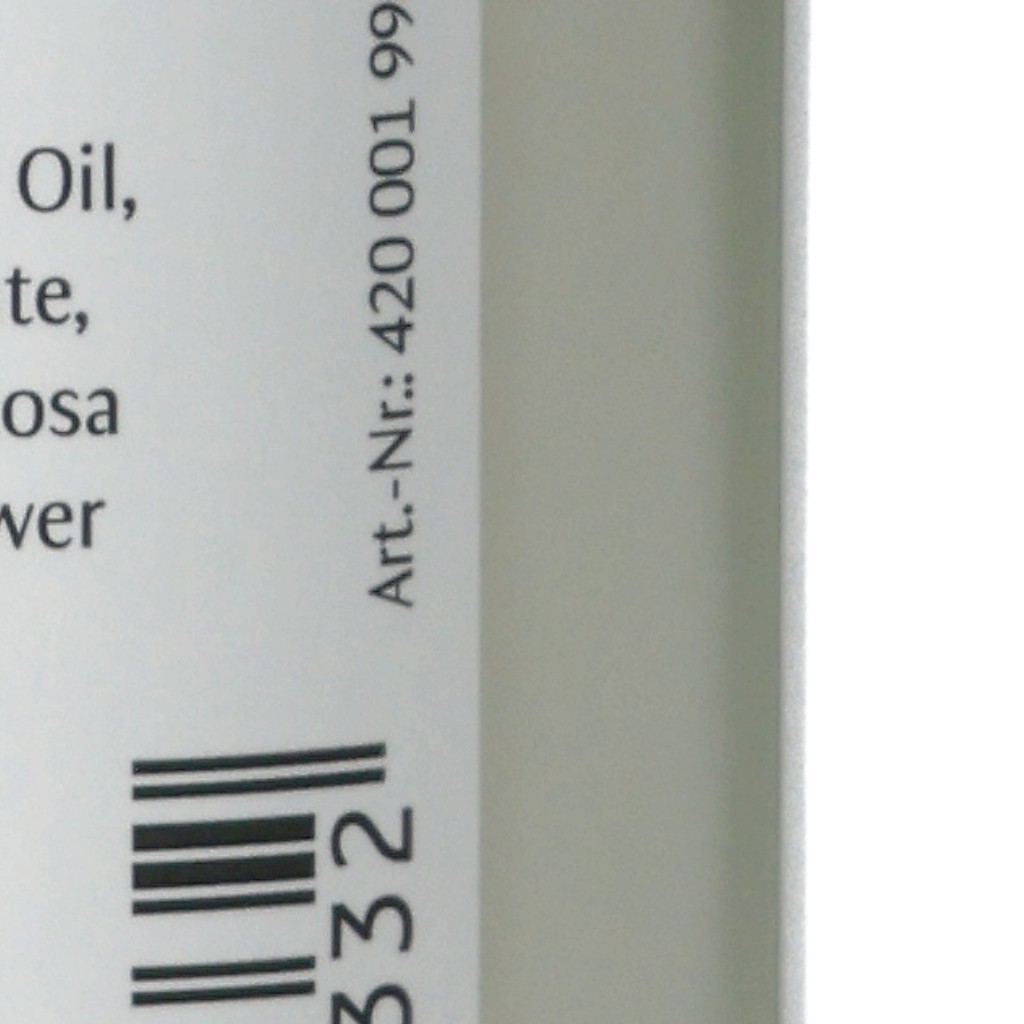 Oil,
te,
osa
wer
Art.-Nr.: 420 001 99
332